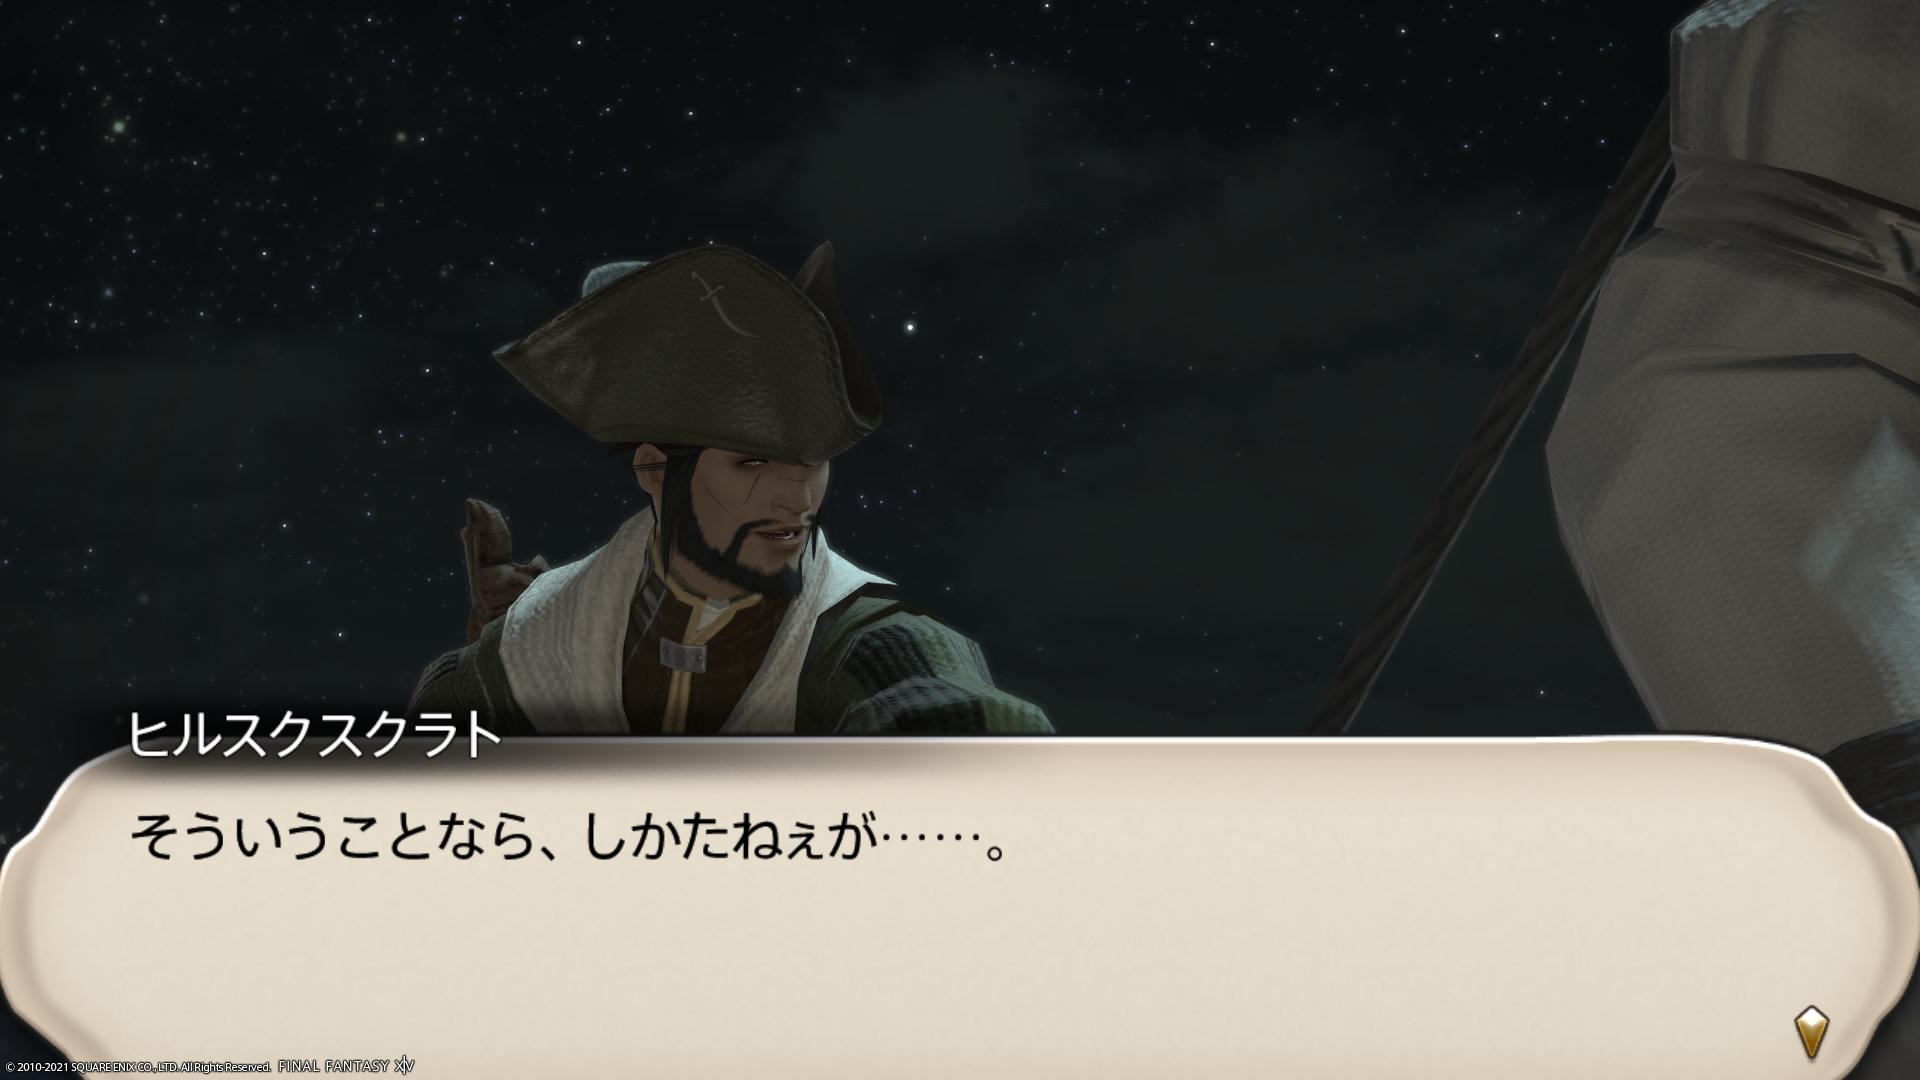 ヒルスクスクラト
そういうことなら、しかたねぇが……。
© 2010-2021 SQUARE ENIX CO., LTD. All Rights Reserved. FINAL FANTASY XIV